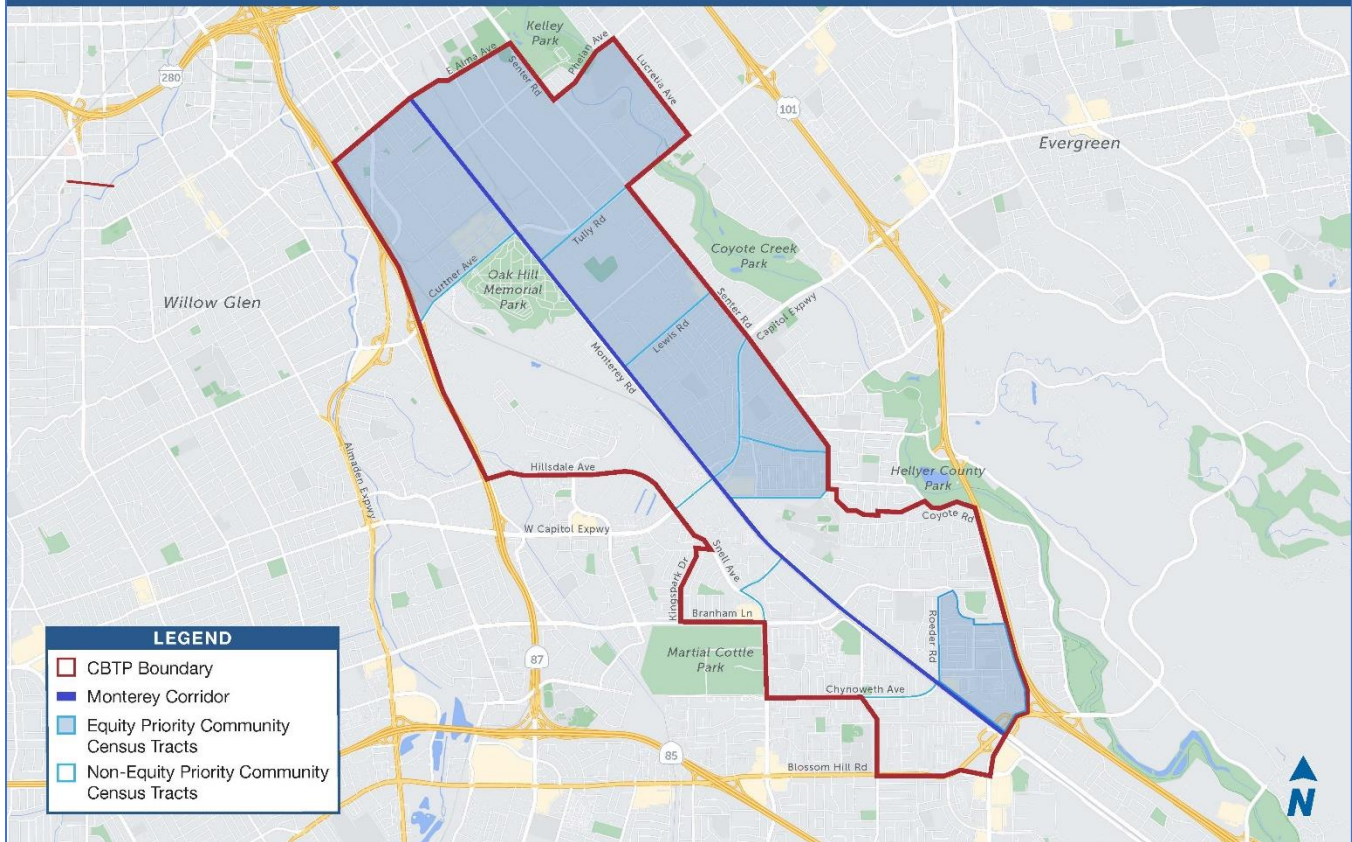 Kelley
Park
E Alma Ave
Senter Rd
Phelan Ave
Lucretia Ave
280
101
Evergreen
Willow Glen
Curtner Ave
Oak Hill
Memorial
Park
Tully Rd
Coyote Creek
Park
Senter Rd
Capitol Expwy
Lewis Rd
Monterey Rd
Almaden Expwy
Hillsdale Ave
Hellyer County
Park
Coyote Rd
W Capitol Expwy
Snell Ave
Kingspark Dr
Branham Ln
Roeder Rd
Martial Cottle
Park
87
Chynoweth Ave
85
Blossom Hill Rd
LEGEND
CBTP Boundary
Monterey Corridor
Equity Priority Community
Census Tracts
Non-Equity Priority Community
Census Tracts
N